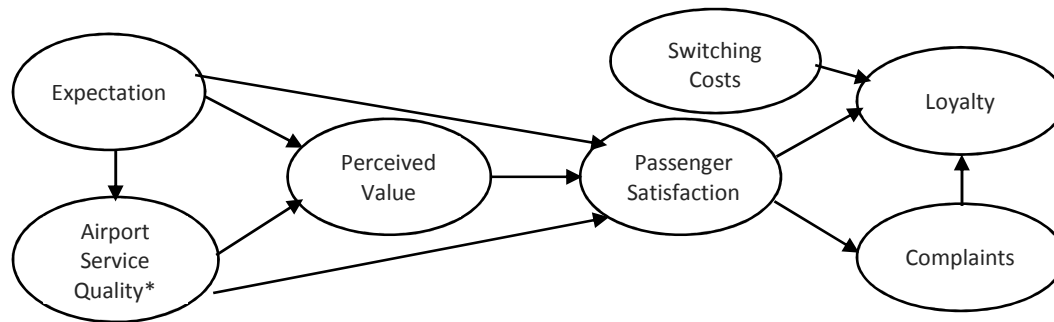 Expectation
Airport
Service
Quality*
Perceived
Value
Passenger
Satisfaction
Switching
Costs
Loyalty
Complaints